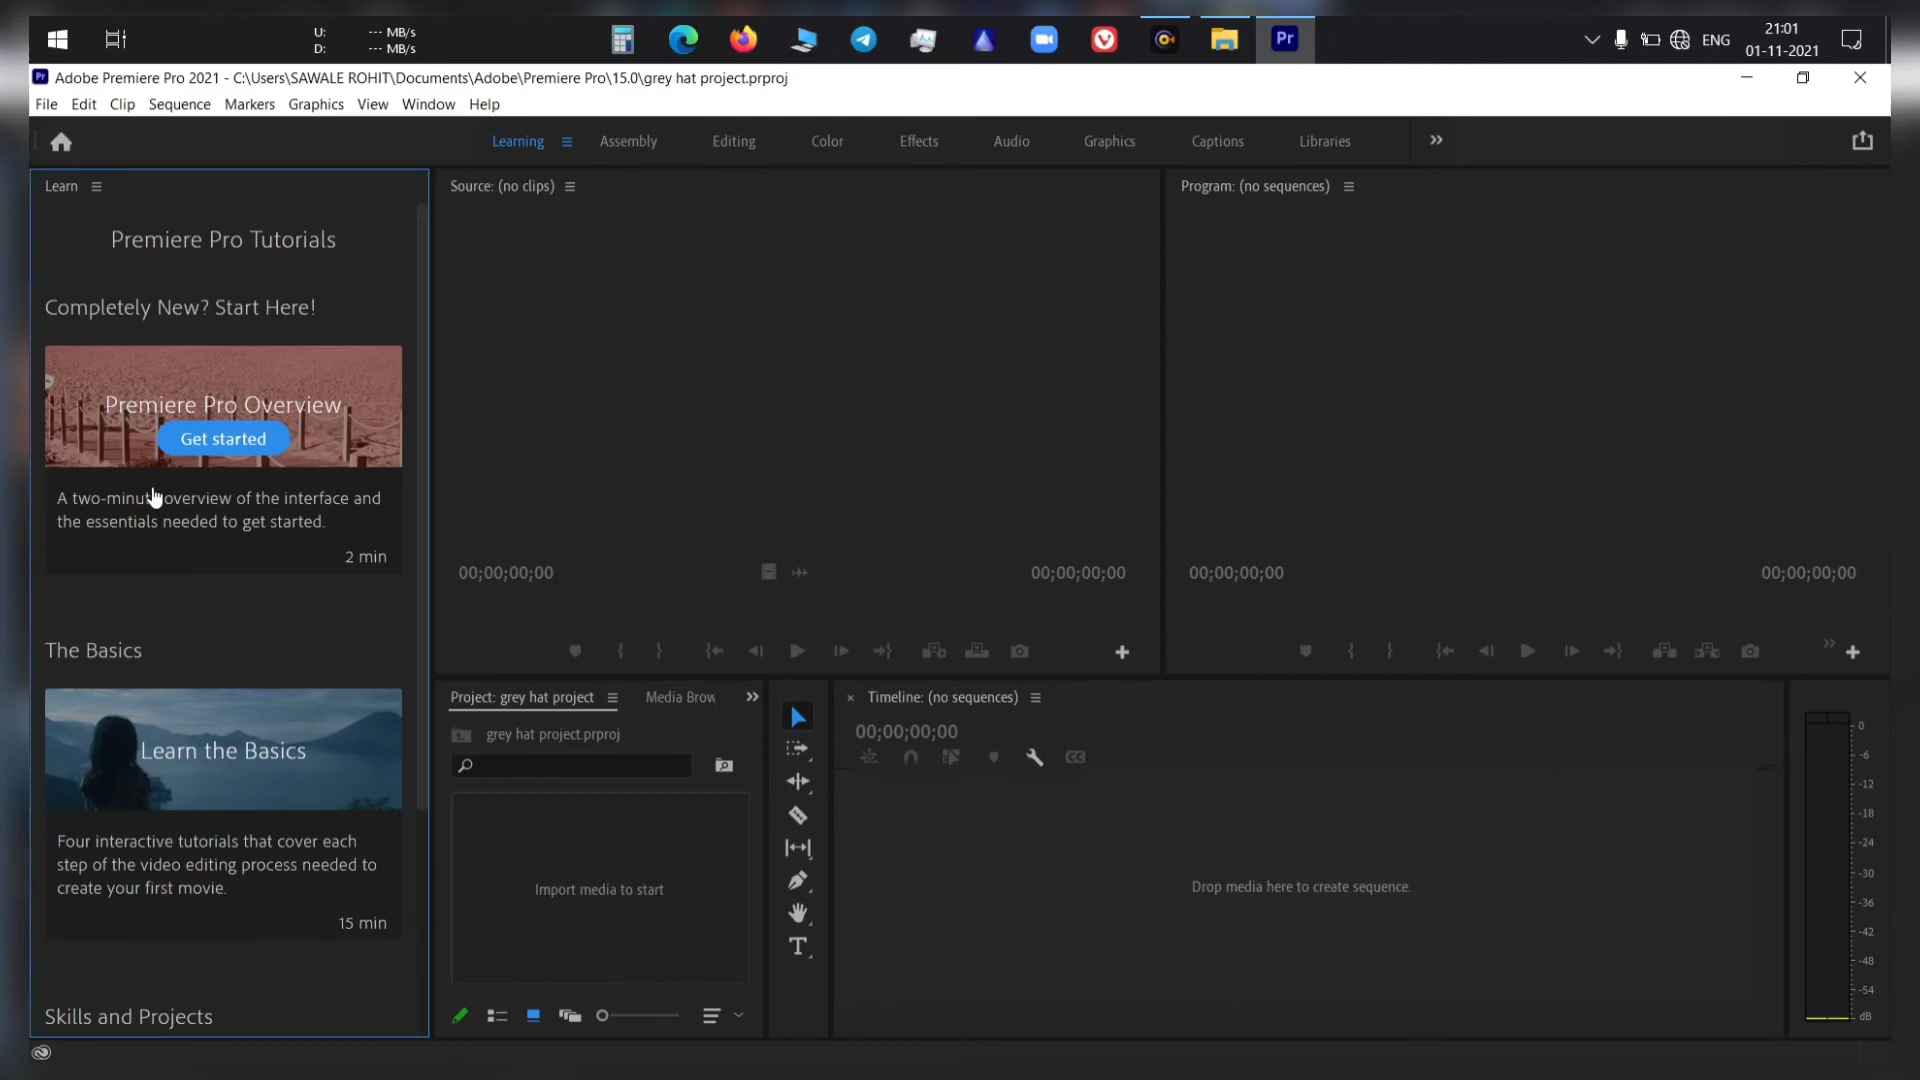 U: --- MB/s
D: --- MB/s
Pr
ENG
21:01
01-11-2021
Pr Adobe Premiere Pro 2021 - C:\Users\SAWALE ROHIT\Documents\Adobe\Premiere Pro\15.0\grey hat project.prproj
File Edit Clip Sequence Markers Graphics View Window Help
Learning Assembly Editing Color Effects Audio Graphics Captions Libraries
Learn
Premiere Pro Tutorials
Completely New? Start Here!
Premiere Pro Overview
Get started
A two-minut overview of the interface and
the essentials needed to get started.
2 min
The Basics
Learn the Basics
Four interactive tutorials that cover each
step of the video editing process needed to
create your first movie.
15 min
Skills and Projects
Source: (no clips)
00;00;00;00 00;00;00;00
Program: (no sequences)
00;00;00;00 00;00;00;00
Project: grey hat project Media Brow
grey hat project.prproj
Import media to start
T
Timeline: (no sequences)
00;00;00;00
CC
Drop media here to create sequence.
0
-6
-12
-18
-24
-30
-36
-42
-48
-54
dB